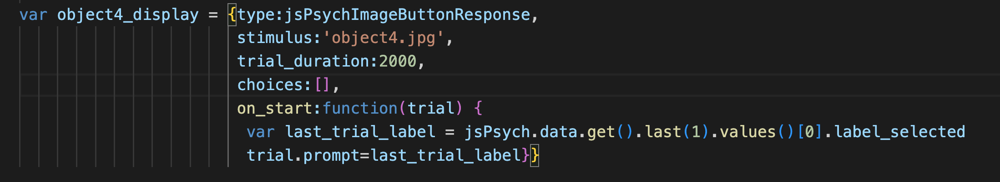 var object4_display = {type:jsPsychImageButtonResponse,
stimulus:'object4.jpg',
trial_duration:2000,
choices:[],
on_start:function(trial) {
var last_trial_label = jsPsych.data.get().last(1).values()[0].label_selected
trial.prompt=last_trial_label}}